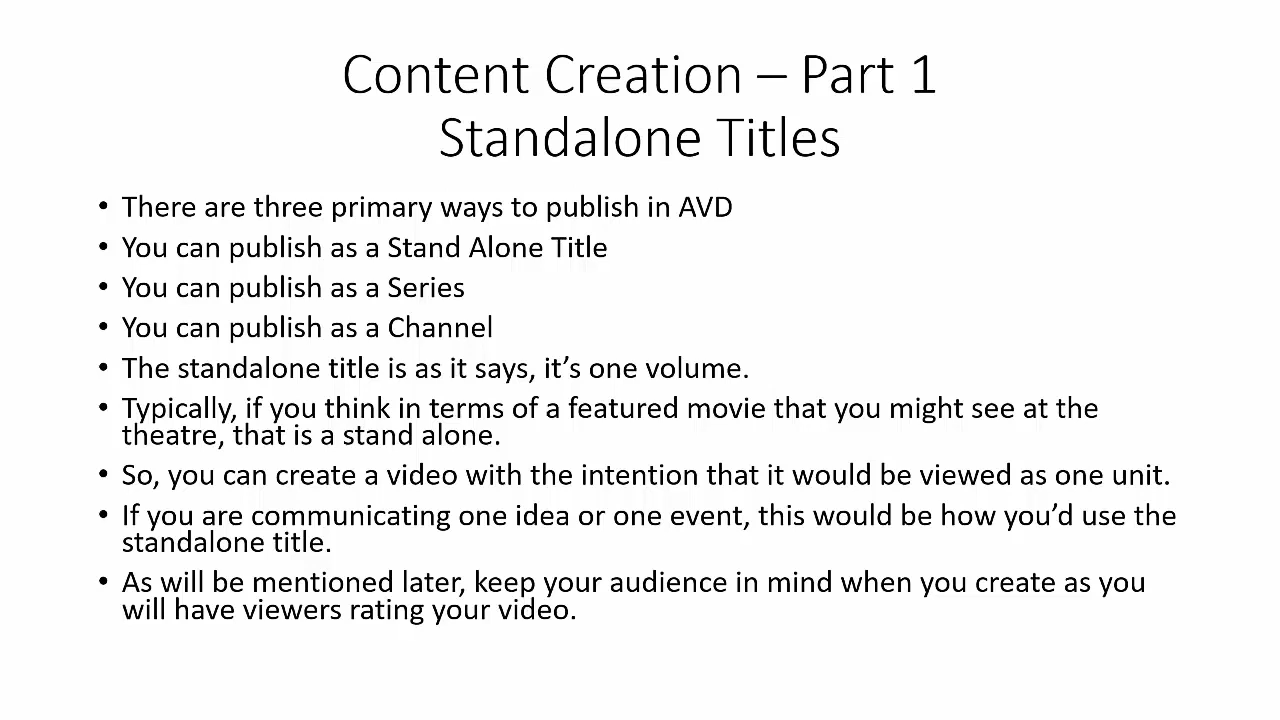 Content Creation – Part 1
Standalone Titles
• There are three primary ways to publish in AVD
• You can publish as a Stand Alone Title
• You can publish as a Series
• You can publish as a Channel
• The standalone title is as it says, it’s one volume.
• Typically, if you think in terms of a featured movie that you might see at the
theatre, that is a stand alone.
• So, you can create a video with the intention that it would be viewed as one unit.
• If you are communicating one idea or one event, this would be how you’d use the
standalone title.
• As will be mentioned later, keep your audience in mind when you create as you
will have viewers rating your video.